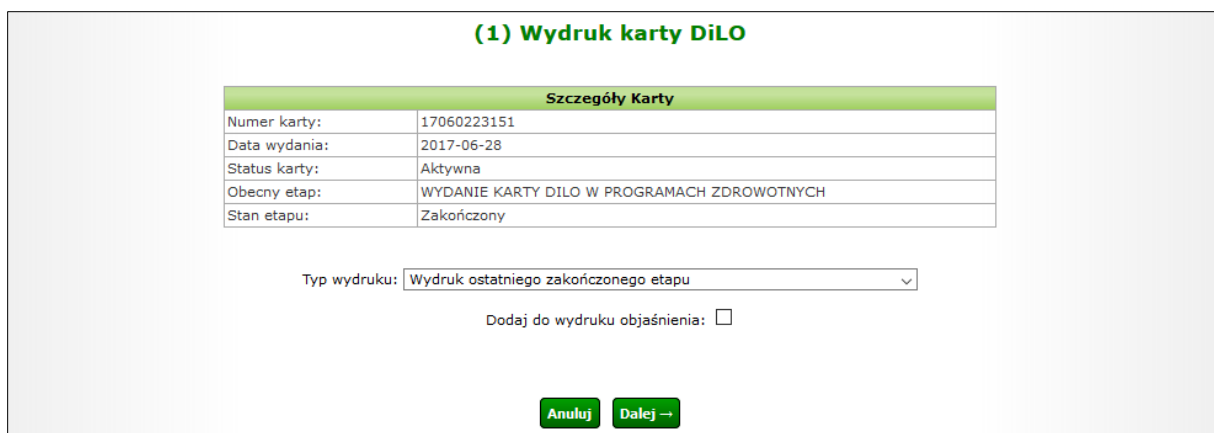 (1) Wydruk karty DiLO
Szczegóły Karty
Numer karty: 17060223151
Data wydania: 2017-06-28
Status karty: Aktywna
Obecny etap: WYDANIE KARTY DILO W PROGRAMACH ZDROWOTNYCH
Stan etapu: Zakończony
Typ wydruku: Wydruk ostatniego zakończonego etapu
Dodaj do wydruku objaśnienia:
Anuluj Dalej →